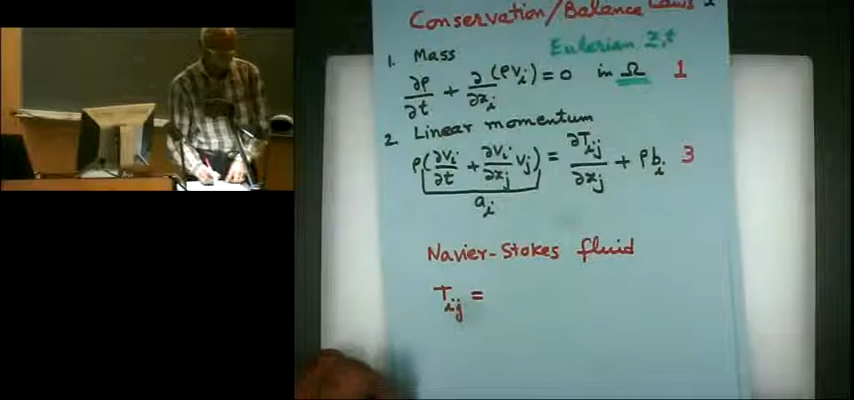 Conservation/Balance Laws
Eulerian x,t
1. Mass
∂ρ/∂t + ∂/∂x_i (ρv_i) = 0 in Ω 1
2 Linear momentum
ρ(∂v_i/∂t + ∂v_i/∂x_j v_j) = ∂T_ij/∂x_j + ρb_i 3
a_i
Navier-Stokes fluid
T_ij =